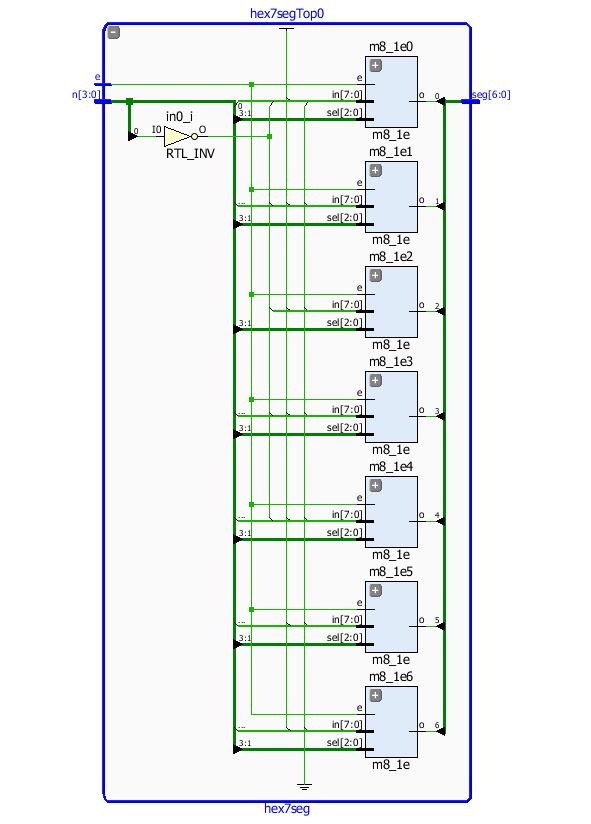 hex7segTop0
m8_1e0
e
e
n[3:0]
in[7:0]
O
0
seg[6:0]
0
in0_i
3:1
sel[2:0]
0
I0
O
RTL_INV
m8_1e
m8_1e1
e
...
in[7:0]
O
1
3:1
sel[2:0]
m8_1e
m8_1e2
e
in[7:0]
O
2
3:1
sel[2:0]
m8_1e
m8_1e3
e
...
in[7:0]
O
3
3:1
sel[2:0]
m8_1e
m8_1e4
e
...
in[7:0]
O
4
3:1
sel[2:0]
m8_1e
m8_1e5
e
...
in[7:0]
O
5
3:1
sel[2:0]
m8_1e
m8_1e6
e
...
in[7:0]
O
6
3:1
sel[2:0]
m8_1e
hex7seg